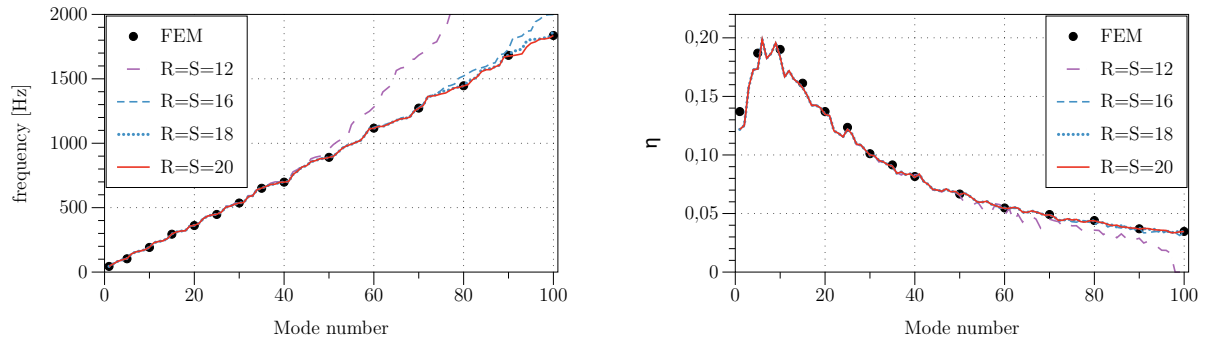 2000
1500
1000
500
0
frequency [Hz]
FEM
R=S=12
R=S=16
R=S=18
R=S=20
0
20
40
60
80
100
Mode number
0,20
0,15
0,10
0,05
0
η
FEM
R=S=12
R=S=16
R=S=18
R=S=20
0
20
40
60
80
100
Mode number